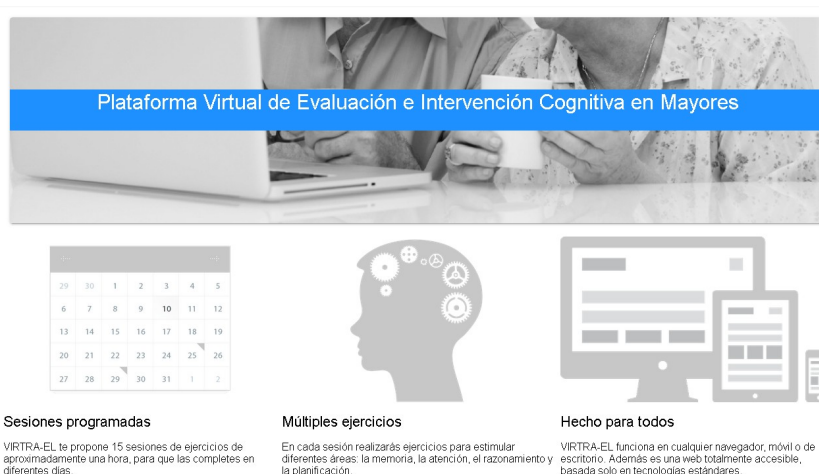 Plataforma Virtual de Evaluación e Intervención Cognitiva en Mayores
29 30 1 2 3 4 5
6 7 8 9 10 11 12
13 14 15 16 17 18 19
20 21 22 23 24 25 26
27 28 29 30 31 1 2
Sesiones programadas
VIRTRA-EL te propone 15 sesiones de ejercicios de
aproximadamente una hora, para que las completes en
diferentes días.
Múltiples ejercicios
En cada sesión realizarás ejercicios para estimular
diferentes áreas: la memoria, la atención, el razonamiento y
la planificación.
Hecho para todos
VIRTRA-EL funciona en cualquier navegador, móvil o de
escritorio. Además es una web totalmente accesible,
basada solo en tecnologías estándares.